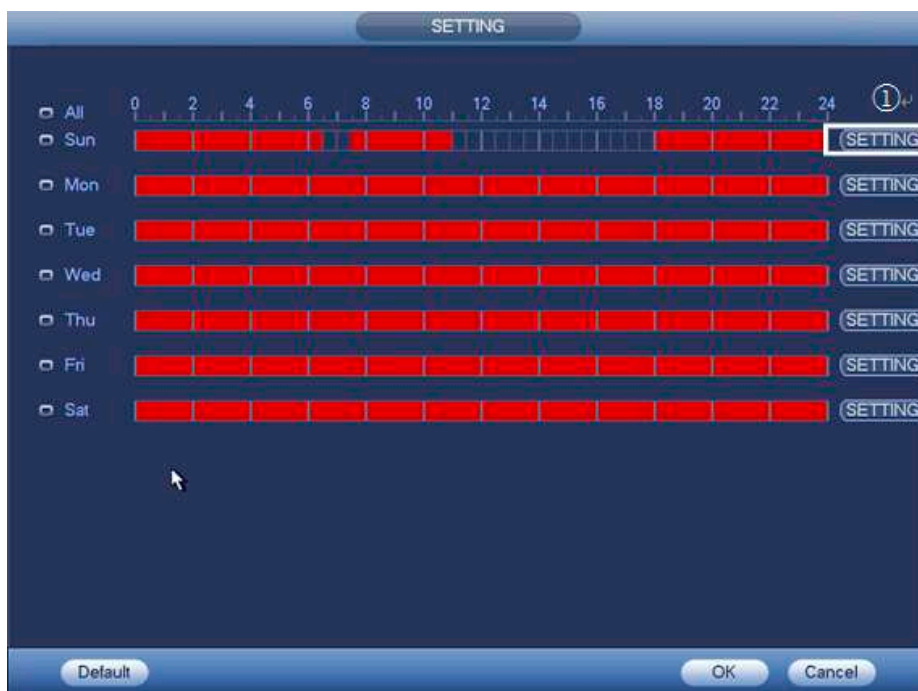 SETTING
0 2 4 6 8 10 12 14 16 18 20 22 24 ①↵
All
Sun SETTING
Mon SETTING
Tue SETTING
Wed SETTING
Thu SETTING
Fri SETTING
Sat SETTING
Default OK Cancel